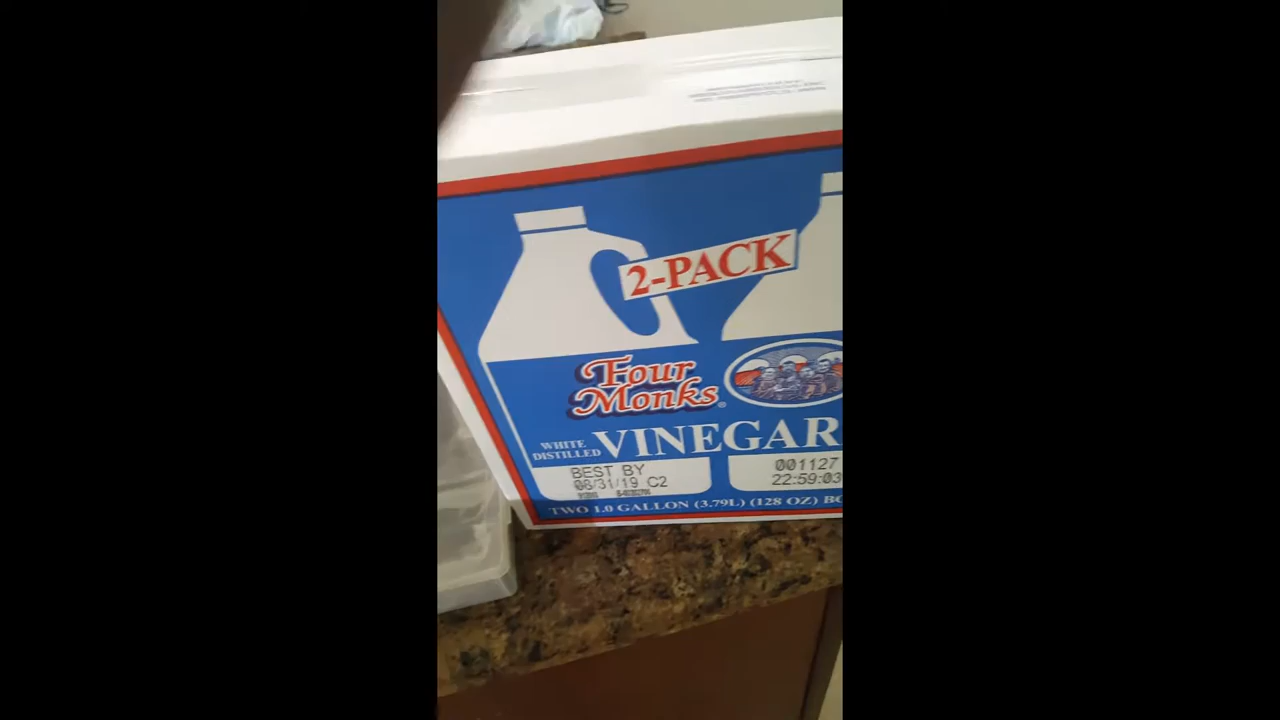 2-PACK
Four
Monks®
WHITE
DISTILLED
VINEGAR
BEST BY
08/31/19 C2
001127
22:59:03
TWO 1.0 GALLON (3.79L) (128 OZ)